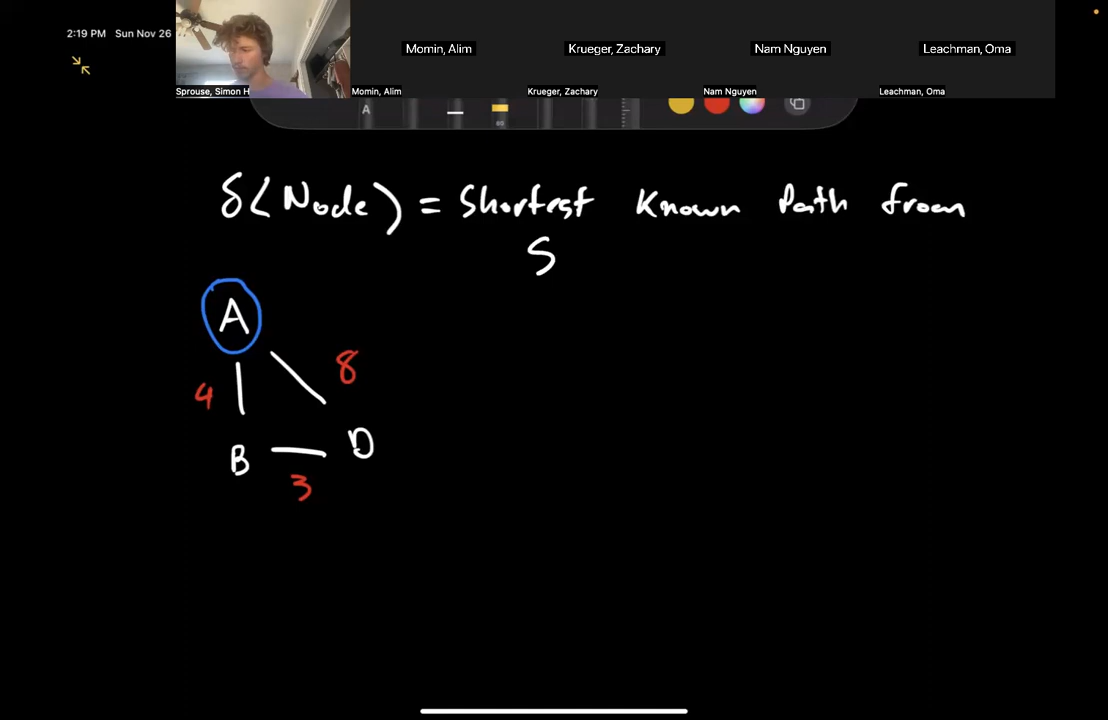 2:19 PM Sun Nov 26
Momin, Alim
Krueger, Zachary
Nam Nguyen
Leachman, Oma
Sprouse, Simon H
Momin, Alim
Krueger, Zachary
Nam Nguyen
Leachman, Oma
A
∞
δ(Node) = Shortest Known Path from
S
A
8
4
B
D
3